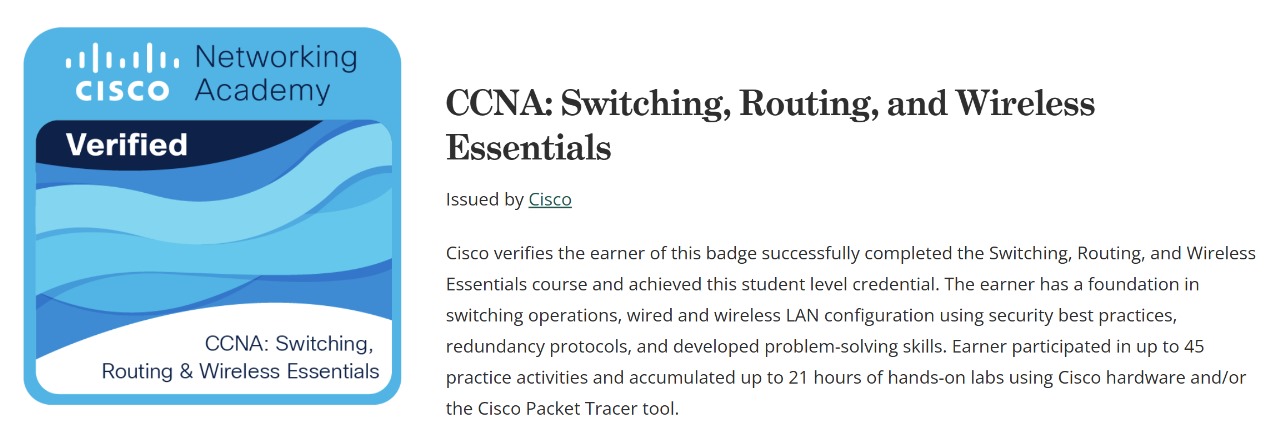 CISCO
Networking
Academy
Verified
CCNA: Switching,
Routing & Wireless Essentials
CCNA: Switching, Routing, and Wireless
Essentials
Issued by Cisco
Cisco verifies the earner of this badge successfully completed the Switching, Routing, and Wireless
Essentials course and achieved this student level credential. The earner has a foundation in
switching operations, wired and wireless LAN configuration using security best practices,
redundancy protocols, and developed problem-solving skills. Earner participated in up to 45
practice activities and accumulated up to 21 hours of hands-on labs using Cisco hardware and/or
the Cisco Packet Tracer tool.